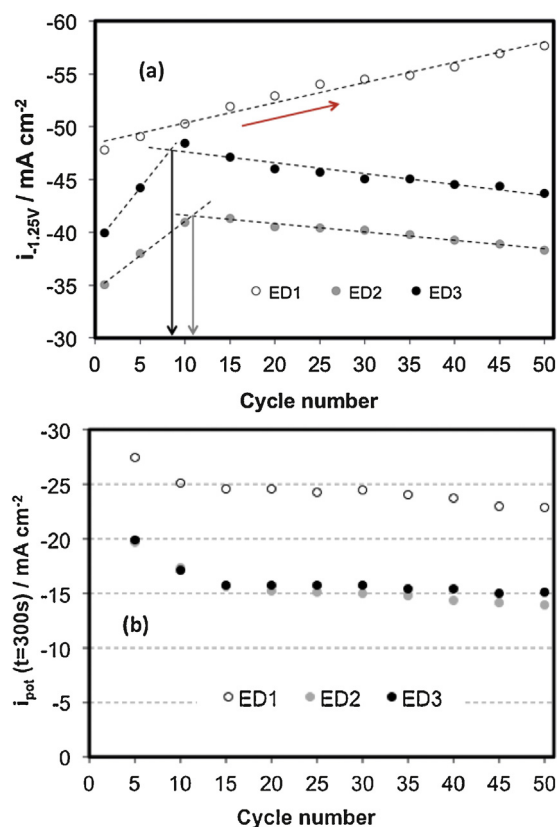 -60
-55
-50
-45
-40
-35
-30
(a)
i-1.25V / mA cm-2
ED1 ED2 ED3
0 5 10 15 20 25 30 35 40 45 50
Cycle number
-30
-25
-20
-15
-10
-5
0
(b)
ipot (t=300s) / mA cm-2
ED1 ED2 ED3
0 5 10 15 20 25 30 35 40 45 50
Cycle number